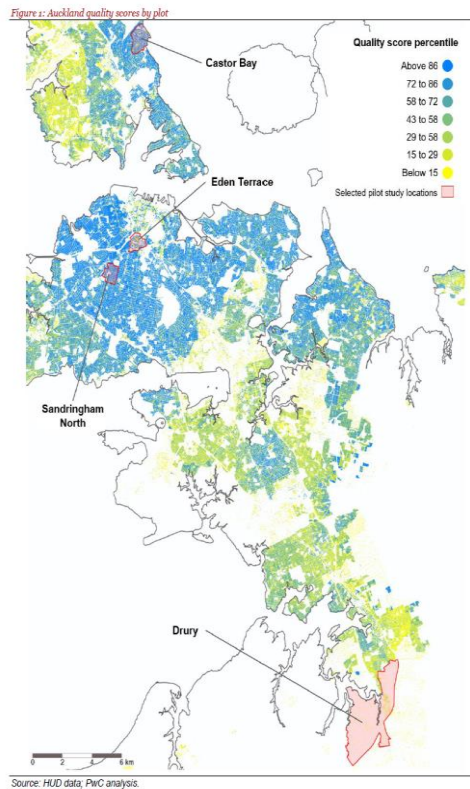 Figure 1: Auckland quality scores by plot
Quality score percentile
Above 86
72 to 86
58 to 72
43 to 58
29 to 58
15 to 29
Below 15
Selected pilot study locations
Castor Bay
Eden Terrace
Sandringham
North
Drury
0 2 4 6 km
Source: HUD data; PwC analysis.